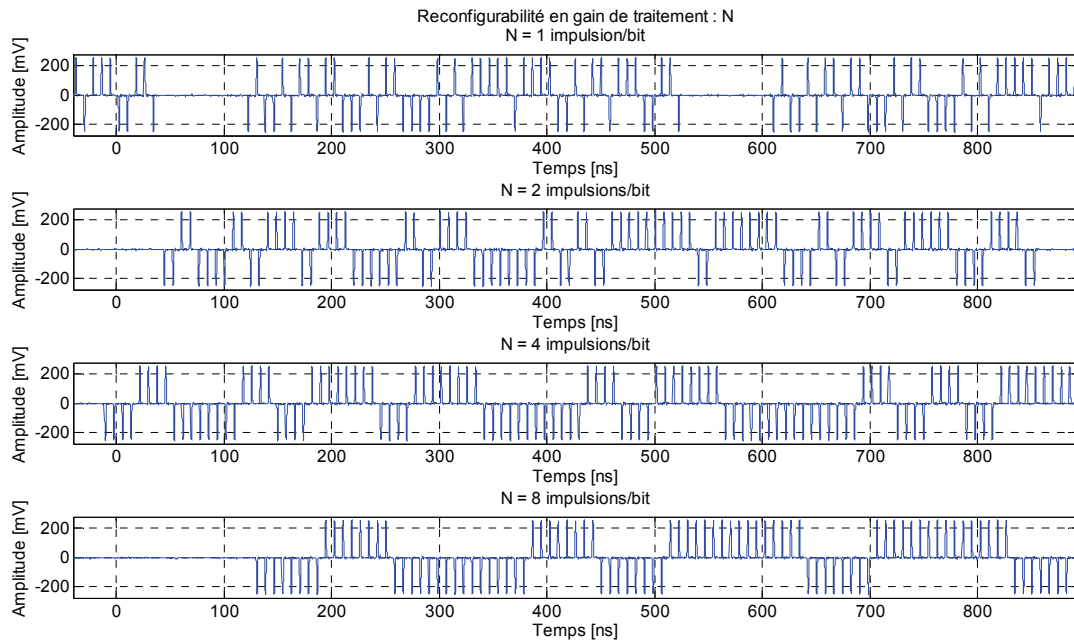 Reconfigurabilité en gain de traitement : N
N = 1 impulsion/bit
Amplitude [mV]
200
0
-200
0 100 200 300 400 500 600 700 800
Temps [ns]
N = 2 impulsions/bit
Amplitude [mV]
200
0
-200
0 100 200 300 400 500 600 700 800
Temps [ns]
N = 4 impulsions/bit
Amplitude [mV]
200
0
-200
0 100 200 300 400 500 600 700 800
Temps [ns]
N = 8 impulsions/bit
Amplitude [mV]
200
0
-200
0 100 200 300 400 500 600 700 800
Temps [ns]